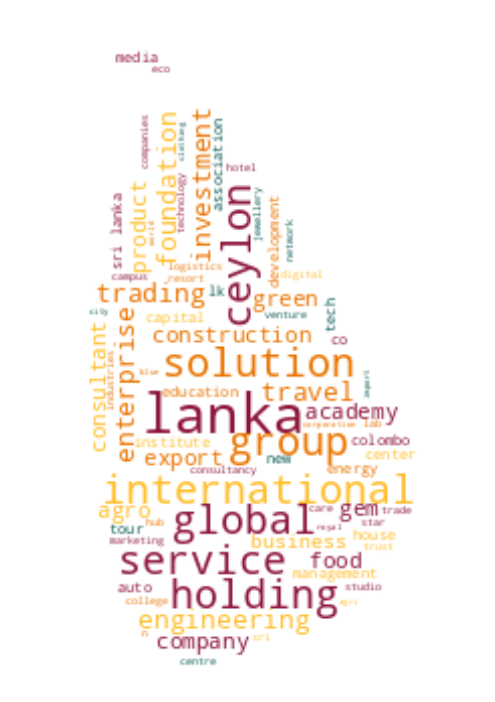 media
eco
companies
foundation
clothing
investment
association
technology
hotel
product
world
sri lanka
ceylon
jewellery
development
network
logistics
campus
resort
digital
trading
lk
green
city
capital
venture
tech
consultant
enterprise
construction
co
industries
solution
blue
education
travel
lanka
academy
corporation
lab
institute
group
colombo
export
new
center
consultancy
energy
international
agro
global
care
gem
trade
hub
royal
star
tour
marketing
business
house
trust
service
food
management
auto
holding
studio
college
agri
engineering
n
company
sri
centre